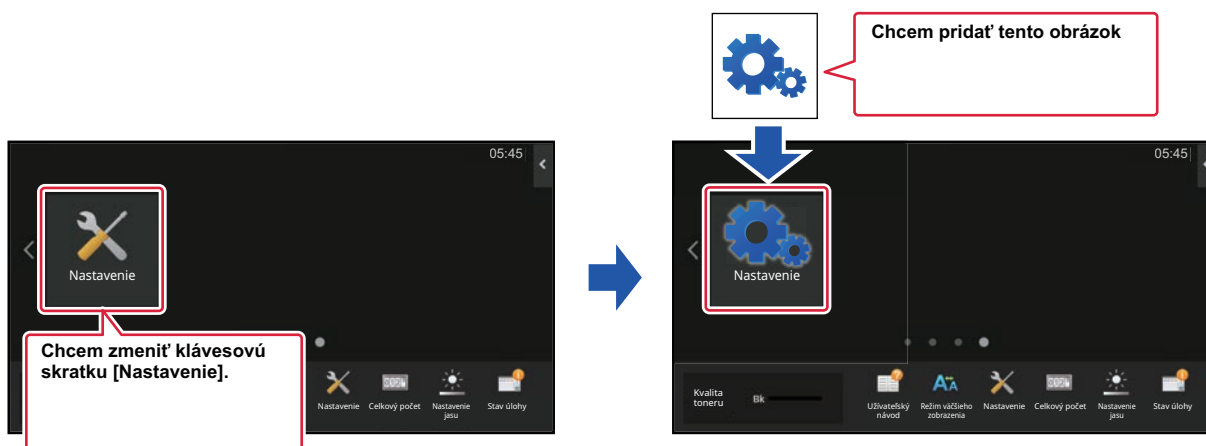 Chcem pridať tento obrázok
05:45
Nastavenie
Chcem zmeniť klávesovú
skratku [Nastavenie].
Nastavenie
Celkový počet
Nastavenie
jasu
Stav úlohy
05:45
Nastavenie
Kvalita
toneru
Bk
Užívateľský
návod
Režim väčšieho
zobrazenia
Nastavenie
Celkový počet
Nastavenie
jasu
Stav úlohy